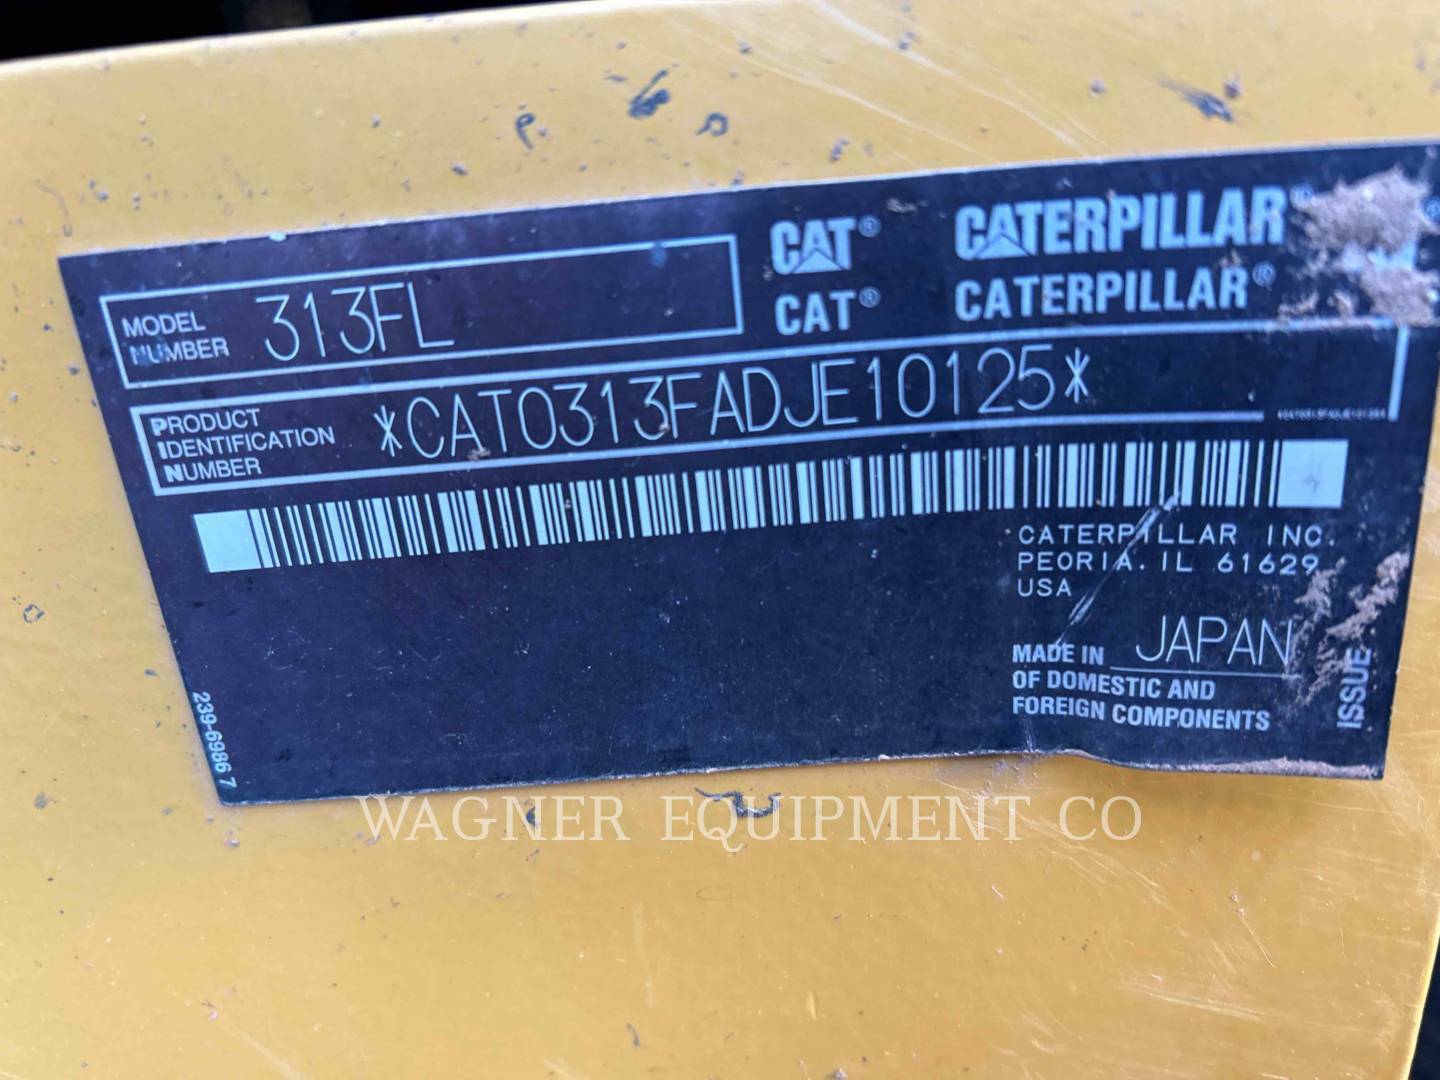 CAT® CATERPILLAR®
CAT® CATERPILLAR®
MODEL
NUMBER 313FL
PRODUCT
IDENTIFICATION
NUMBER *CAT0313FADJE10125*
CATERPILLAR INC.
PEORIA. IL 61629
USA
MADE IN JAPAN
OF DOMESTIC AND
FOREIGN COMPONENTS
ISSUE
239-6986 7
WAGNER EQUIPMENT CO